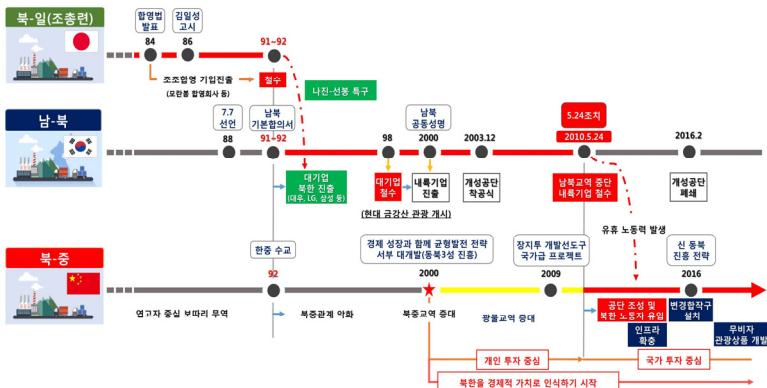 북-일(조총련)
합영법
발표
김일성
고시
84
86
91~92
조조합영 기업진출
(모란봉 합영회사 등)
철수
나진-선봉 특구
남-북
7.7
선언
남북
기본합의서
남북
공동성명
5.24조치
88
91~92
98
2000
2003.12
2010.5.24
2016.2
대기업
북한 진출
(대우, LG, 삼성 등)
대기업
철수
내륙기업
진출
개성공단
착공식
남북교역 중단
내륙기업 철수
개성공단
폐쇄
(현대 금강산 관광 개시)
유휴 노동력 발생
북-중
한중 수교
경제 성장과 함께 균형발전 전략
서부 대개발(동북3성 진흥)
장지투 개발선도구
국가급 프로젝트
신 동북
진흥 전략
92
2000
2009
2016
연고자 중심 보따리 무역
북중관계 악화
북중교역 증대
광물교역 증대
공단 조성 및
북한 노동자 유입
변경합작구
설치
인프라
확충
무비자
관광상품 개발
개인 투자 중심
국가 투자 중심
북한을 경제적 가치로 인식하기 시작